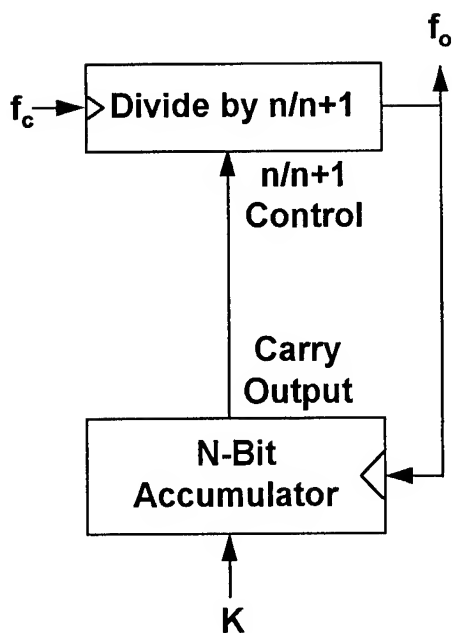 fo
fc
Divide by n/n+1
n/n+1
Control
Carry
Output
N-Bit
Accumulator
K